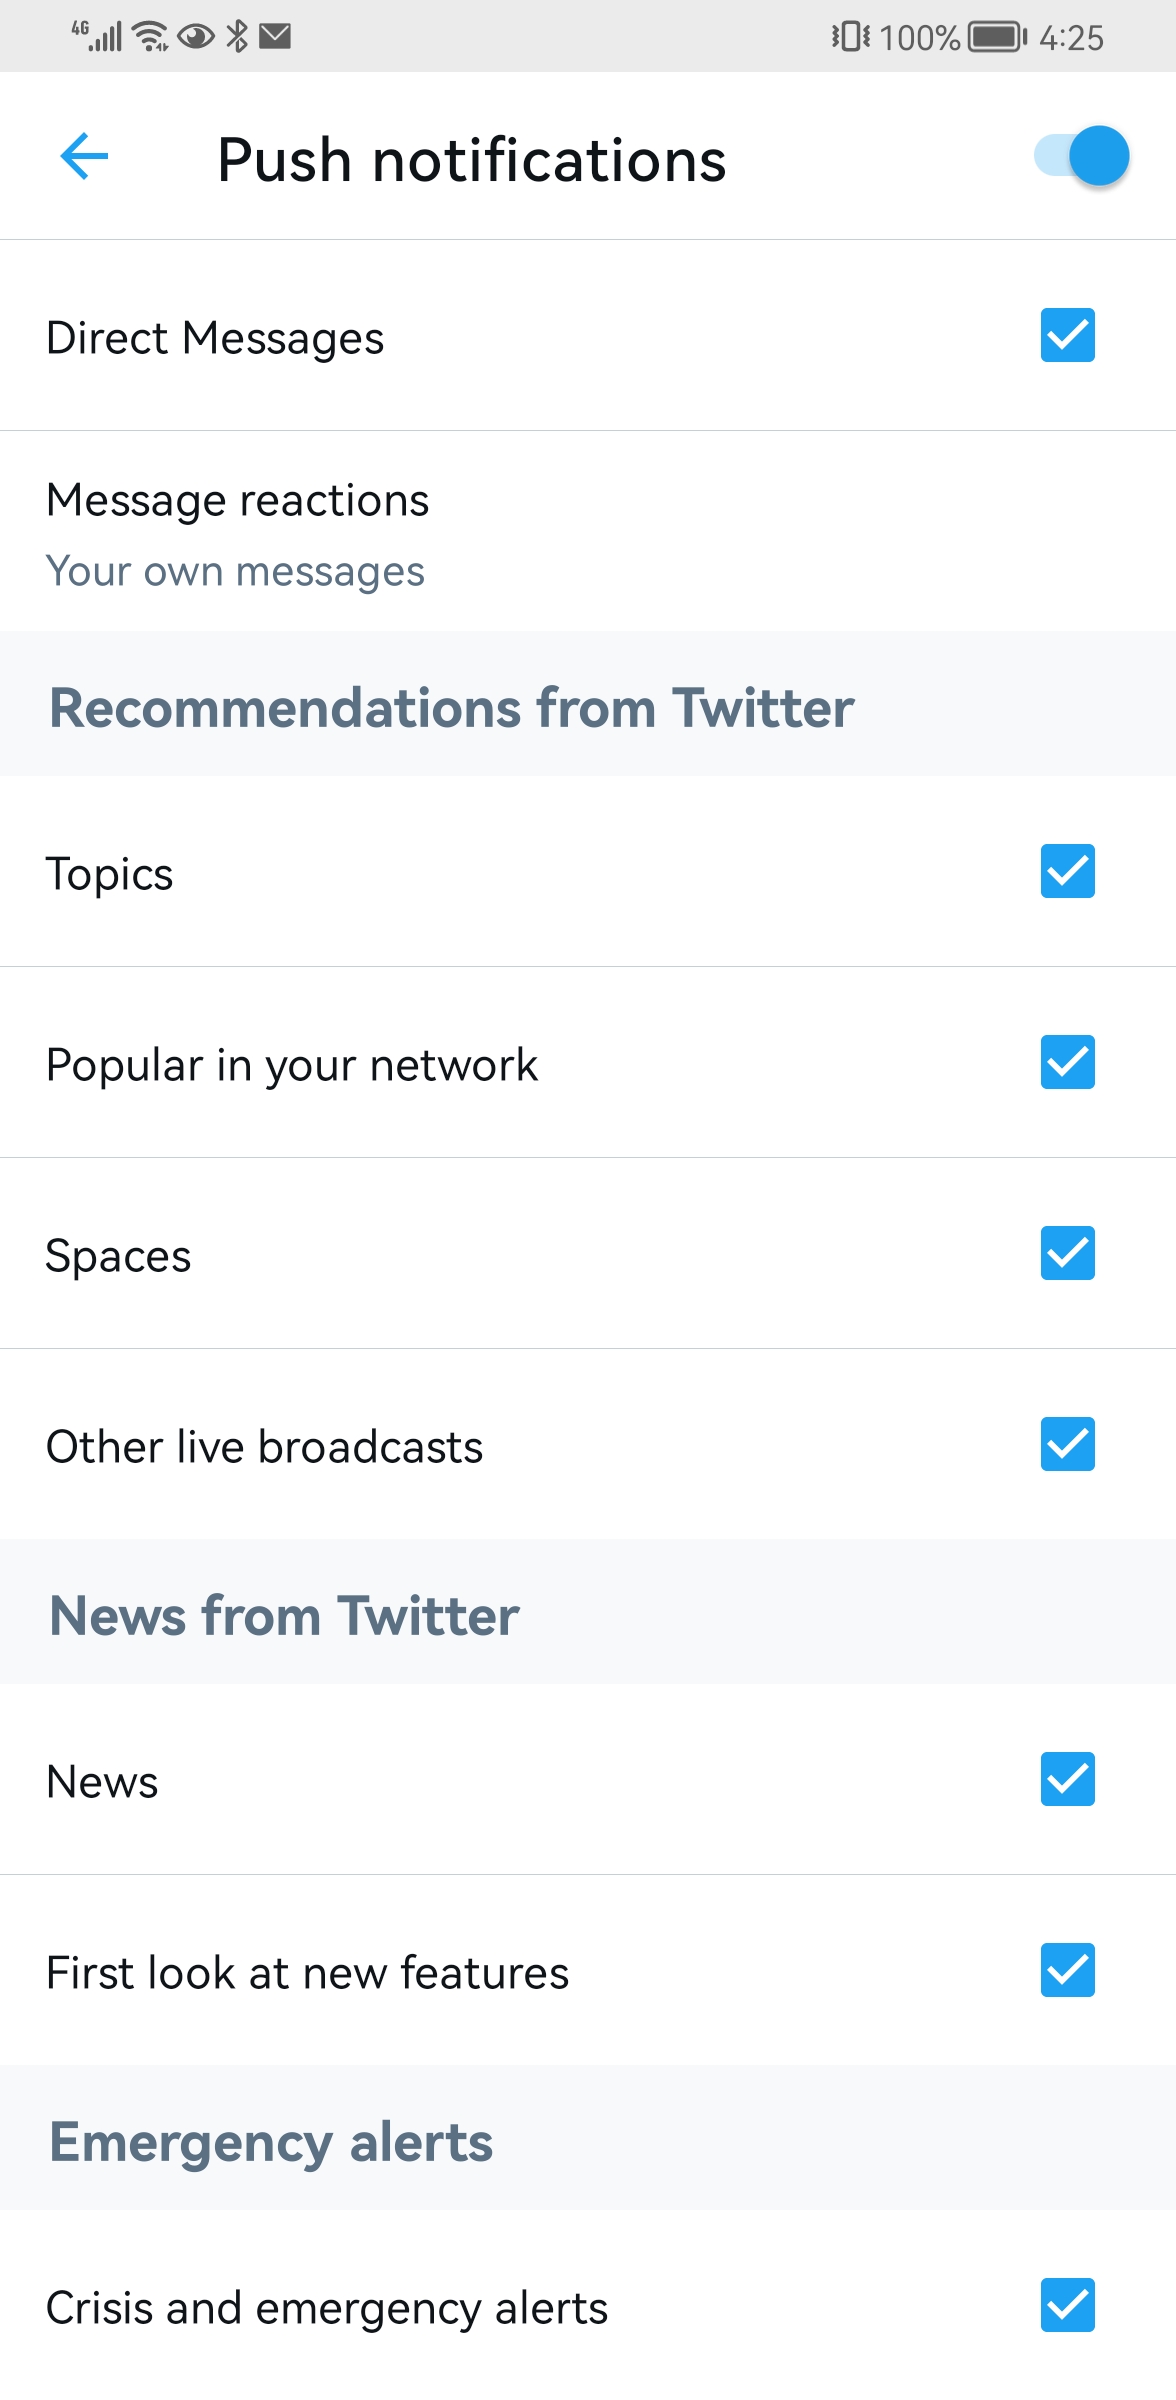 4G 100% 4:25
Push notifications
Direct Messages
Message reactions
Your own messages
Recommendations from Twitter
Topics
Popular in your network
Spaces
Other live broadcasts
News from Twitter
News
First look at new features
Emergency alerts
Crisis and emergency alerts